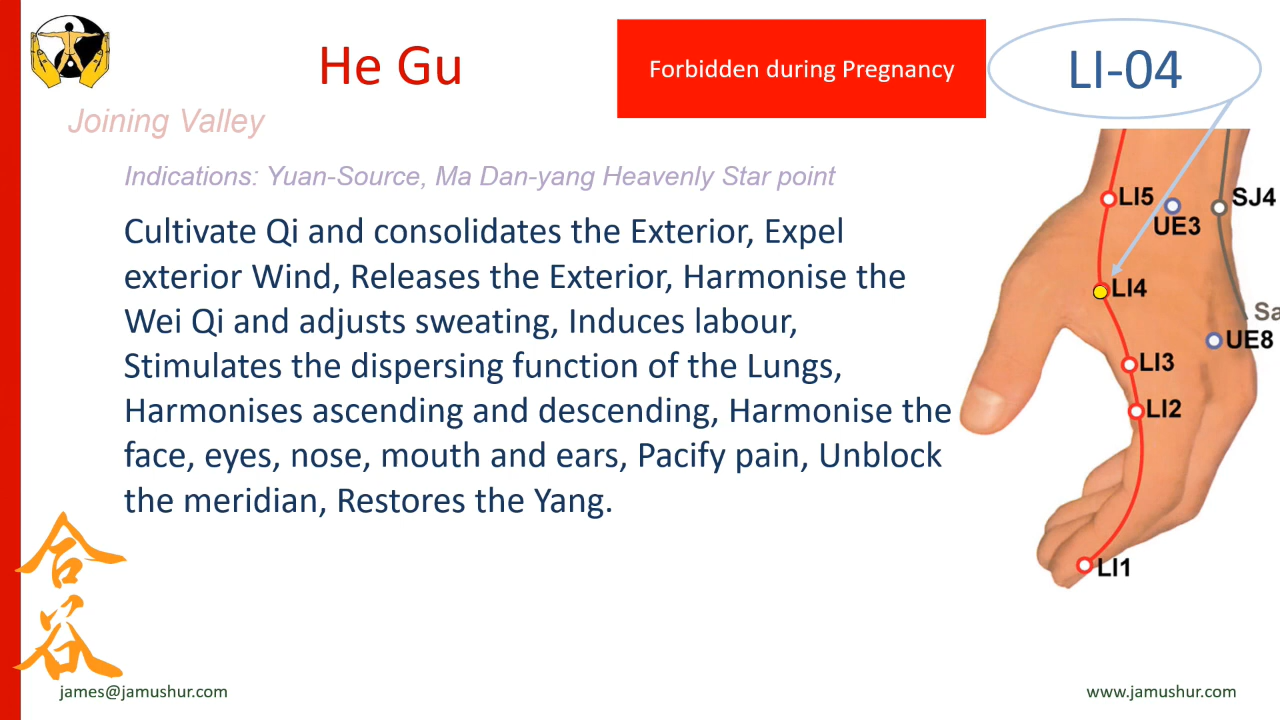 He Gu
Forbidden during Pregnancy
LI-04
Joining Valley
Indications: Yuan-Source, Ma Dan-yang Heavenly Star point
Cultivate Qi and consolidates the Exterior, Expel
exterior Wind, Releases the Exterior, Harmonise the
Wei Qi and adjusts sweating, Induces labour,
Stimulates the dispersing function of the Lungs,
Harmonises ascending and descending, Harmonise the
face, eyes, nose, mouth and ears, Pacify pain, Unblock
the meridian, Restores the Yang.
LI5
SJ4
UE3
LI4
Sa
UE8
LI3
LI2
LI1
合
谷
james@jamushur.com
www.jamushur.com